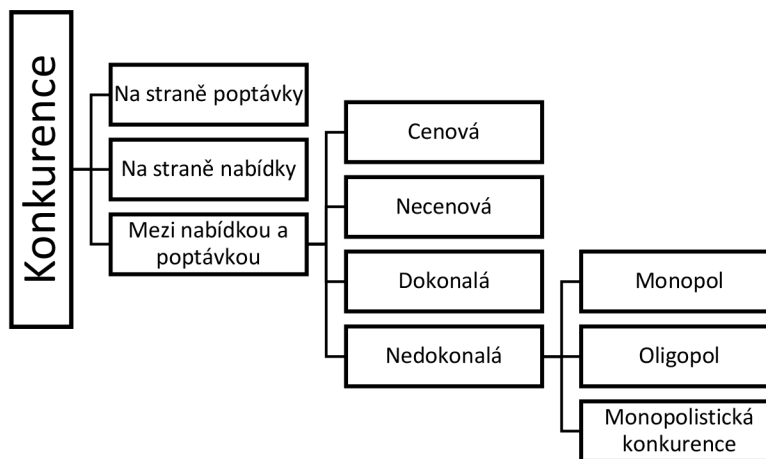 Konkurence
Na straně poptávky
Na straně nabídky
Mezi nabídkou a
poptávkou
Cenová
Necenová
Dokonalá
Nedokonalá
Monopol
Oligopol
Monopolistická
konkurence